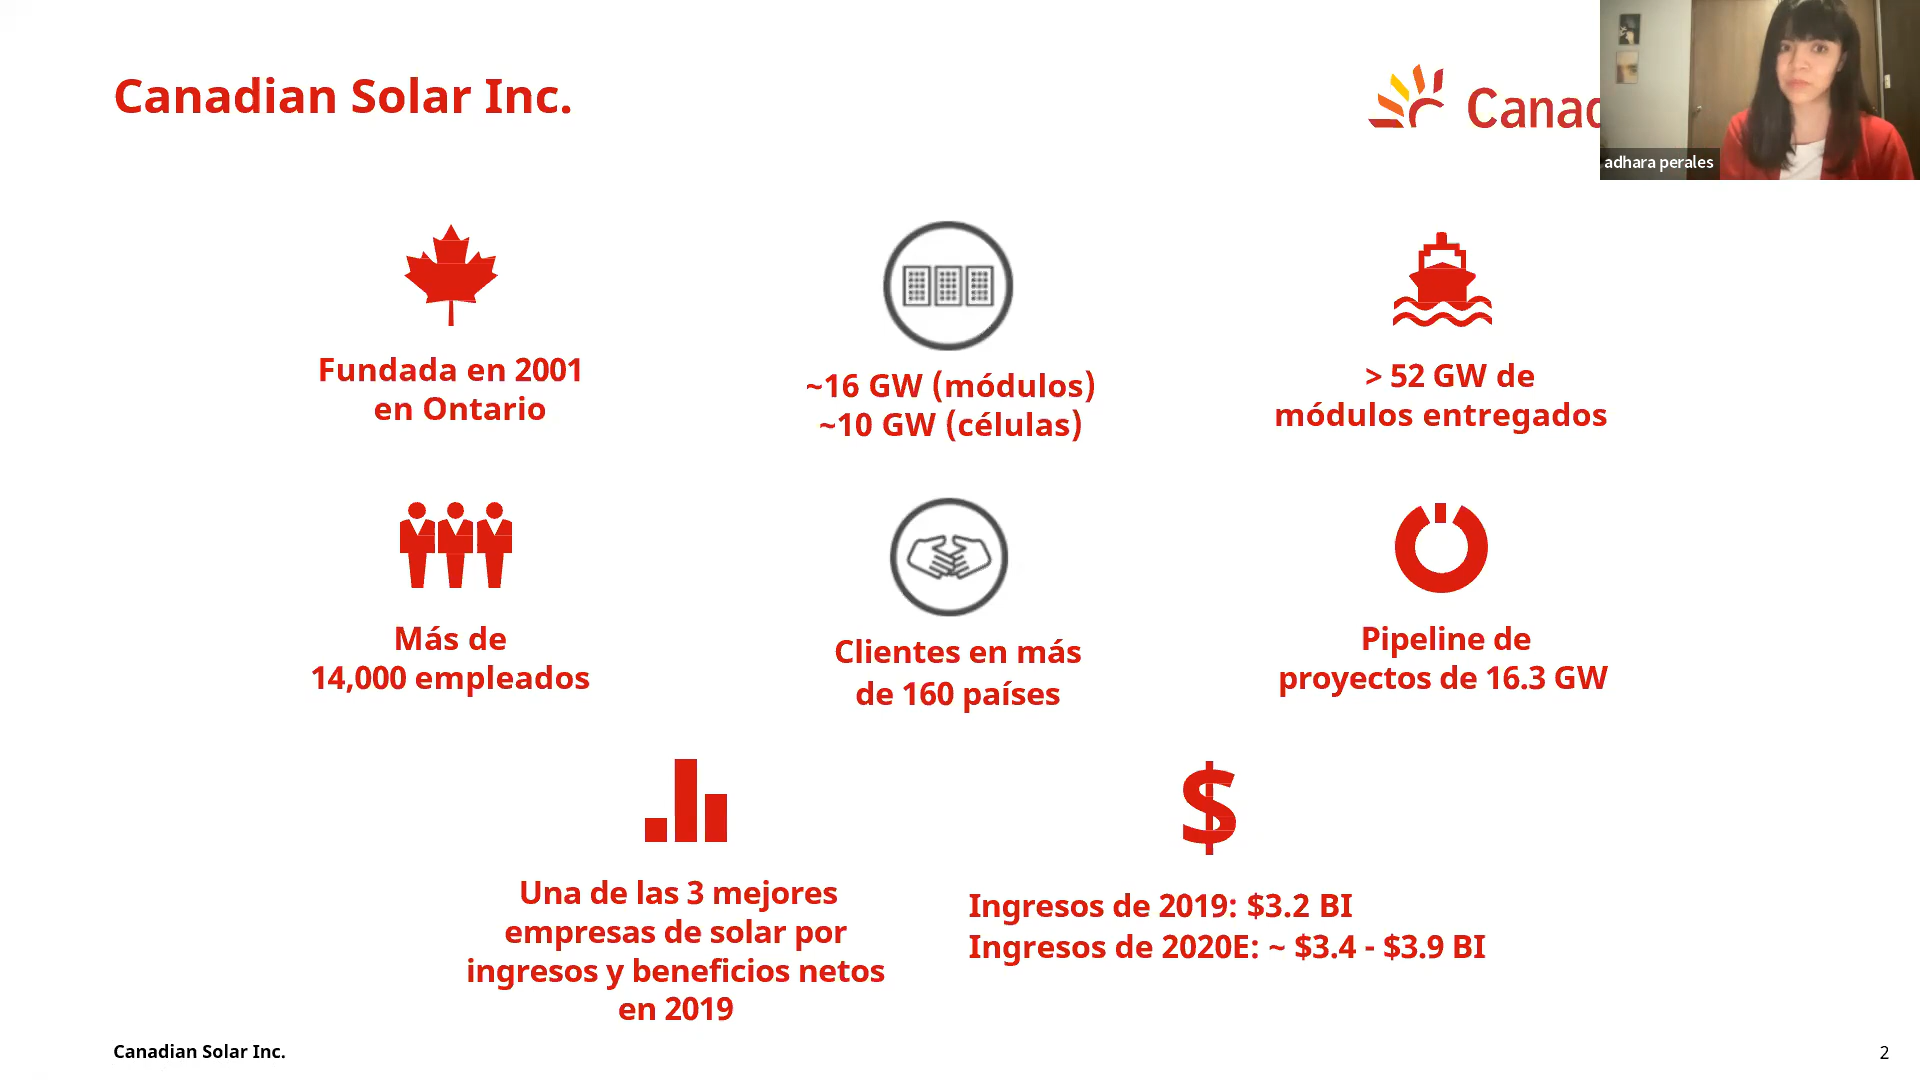 Canadian Solar Inc.
Canad
adhara perales
Fundada en 2001
en Ontario
~16 GW (módulos)
~10 GW (células)
> 52 GW de
módulos entregados
Más de
14,000 empleados
Clientes en más
de 160 países
Pipeline de
proyectos de 16.3 GW
$
Una de las 3 mejores
empresas de solar por
ingresos y beneficios netos
en 2019
Ingresos de 2019: $3.2 BI
Ingresos de 2020E: ~ $3.4 - $3.9 BI
Canadian Solar Inc.
2